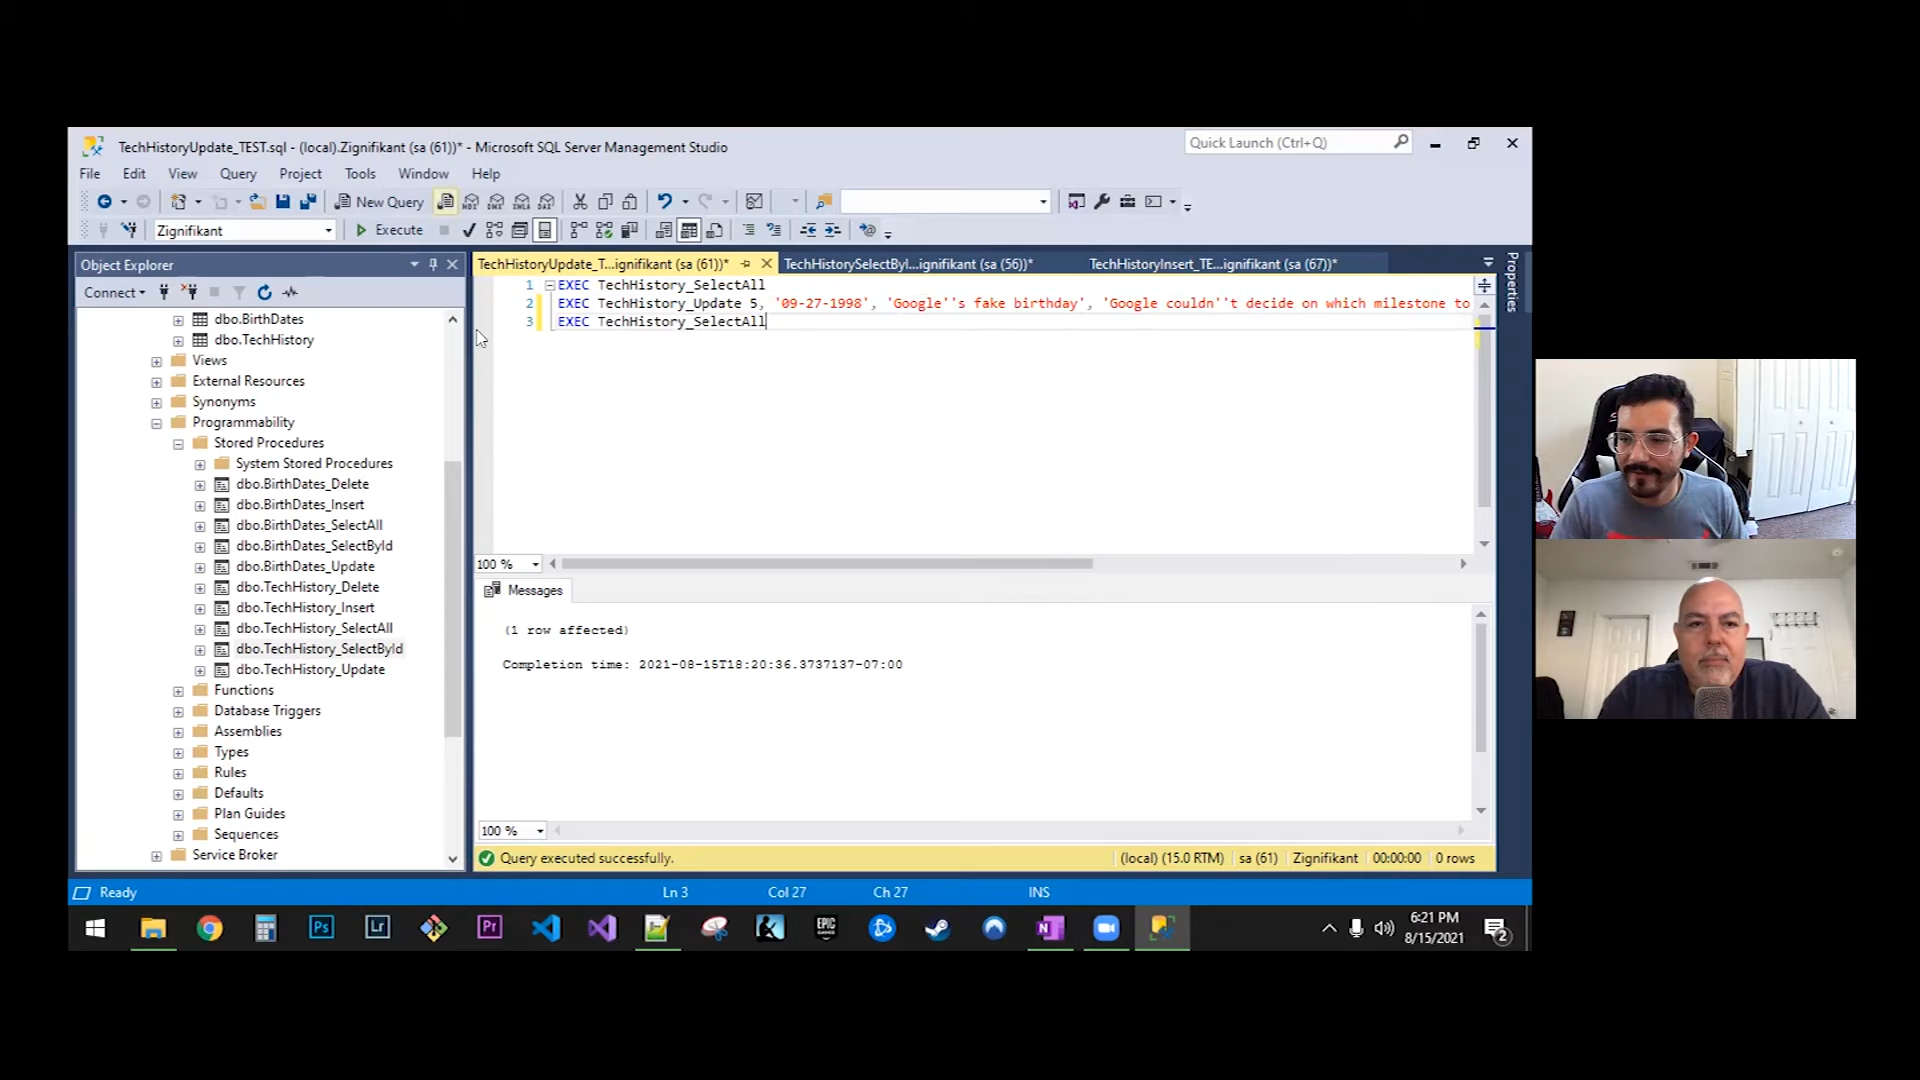 TechHistoryUpdate_TEST.sql - (local).Zignifikant (sa (61))* - Microsoft SQL Server Management Studio
Quick Launch (Ctrl+Q)
File Edit View Query Project Tools Window Help
New Query
Zignifikant Execute
Object Explorer
TechHistoryUpdate_T...ignifikant (sa (61))* TechHistorySelectByI...ignifikant (sa (56))* TechHistoryInsert_TE...ignifikant (sa (67))*
Properties
Connect
1 EXEC TechHistory_SelectAll
2 EXEC TechHistory_Update 5, '09-27-1998', 'Google''s fake birthday', 'Google couldn''t decide on which milestone to
3 EXEC TechHistory_SelectAll
dbo.BirthDates
dbo.TechHistory
Views
External Resources
Synonyms
Programmability
Stored Procedures
System Stored Procedures
dbo.BirthDates_Delete
dbo.BirthDates_Insert
dbo.BirthDates_SelectAll
dbo.BirthDates_SelectById
dbo.BirthDates_Update
dbo.TechHistory_Delete
dbo.TechHistory_Insert
dbo.TechHistory_SelectAll
dbo.TechHistory_SelectById
dbo.TechHistory_Update
Functions
Database Triggers
Assemblies
Types
Rules
Defaults
Plan Guides
Sequences
Service Broker
100 %
Messages
(1 row affected)
Completion time: 2021-08-15T18:20:36.3737137-07:00
100 %
Query executed successfully. (local) (15.0 RTM) sa (61) Zignifikant 00:00:00 0 rows
Ready Ln 3 Col 27 Ch 27 INS
Ps Lr Pr EPIC
6:21 PM
8/15/2021
2